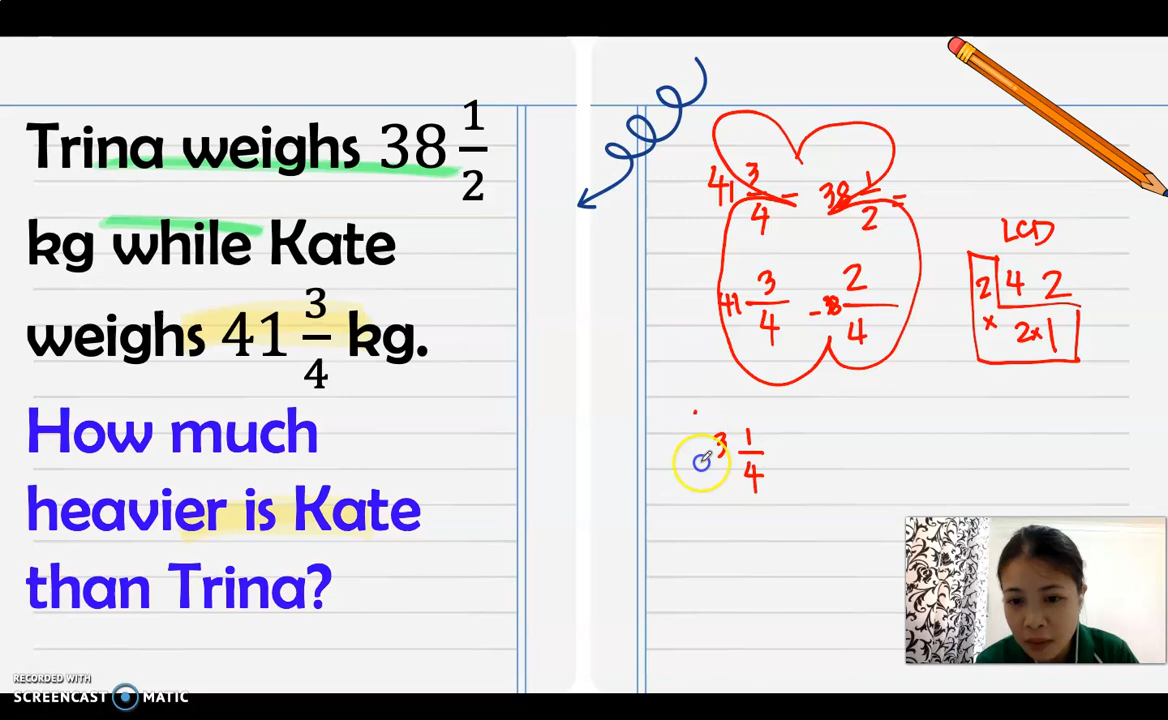 Trina weighs 38 1/2
kg while Kate
weighs 41 3/4 kg.
How much
heavier is Kate
than Trina?
41 3/4 - 38 1/2 =
LCD
2 4 2
x 2x1
41 3/4 - 38 2/4
3 1/4
RECORDED WITH
SCREENCAST MATIC